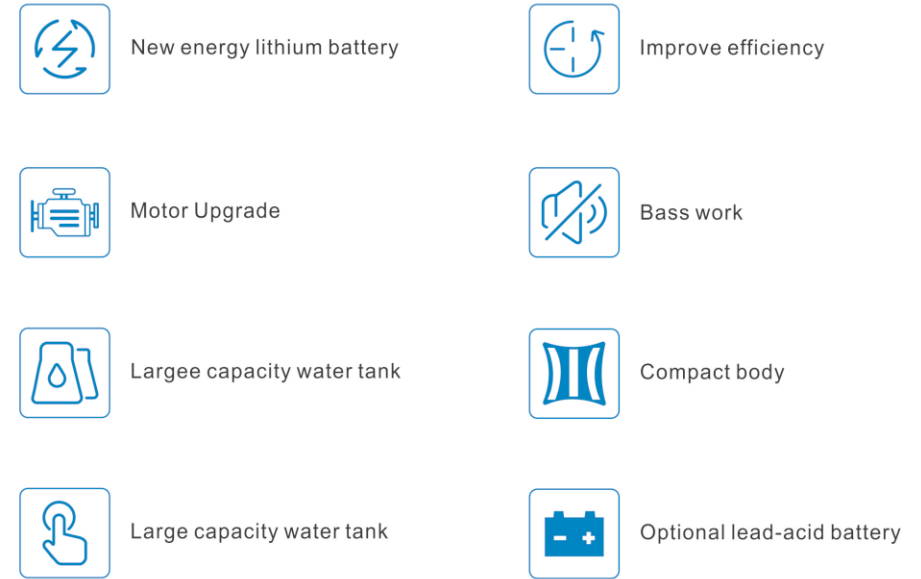 New energy lithium battery
Improve efficiency
Motor Upgrade
Bass work
Largee capacity water tank
Compact body
Large capacity water tank
Optional lead-acid battery